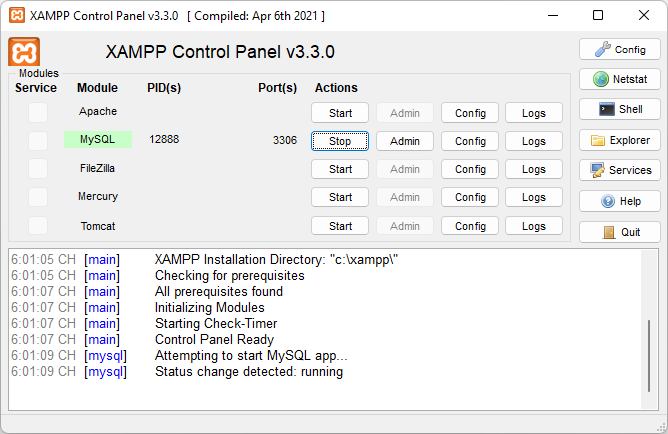 XAMPP Control Panel v3.3.0 [ Compiled: Apr 6th 2021 ]
XAMPP Control Panel v3.3.0
Modules
Service Module PID(s) Port(s) Actions
Apache Start Admin Config Logs
MySQL 12888 3306 Stop Admin Config Logs
FileZilla Start Admin Config Logs
Mercury Start Admin Config Logs
Tomcat Start Admin Config Logs
Config
Netstat
Shell
Explorer
Services
Help
Quit
6:01:05 CH [main] XAMPP Installation Directory: "c:\xampp\"
6:01:05 CH [main] Checking for prerequisites
6:01:07 CH [main] All prerequisites found
6:01:07 CH [main] Initializing Modules
6:01:07 CH [main] Starting Check-Timer
6:01:07 CH [main] Control Panel Ready
6:01:09 CH [mysql] Attempting to start MySQL app...
6:01:09 CH [mysql] Status change detected: running